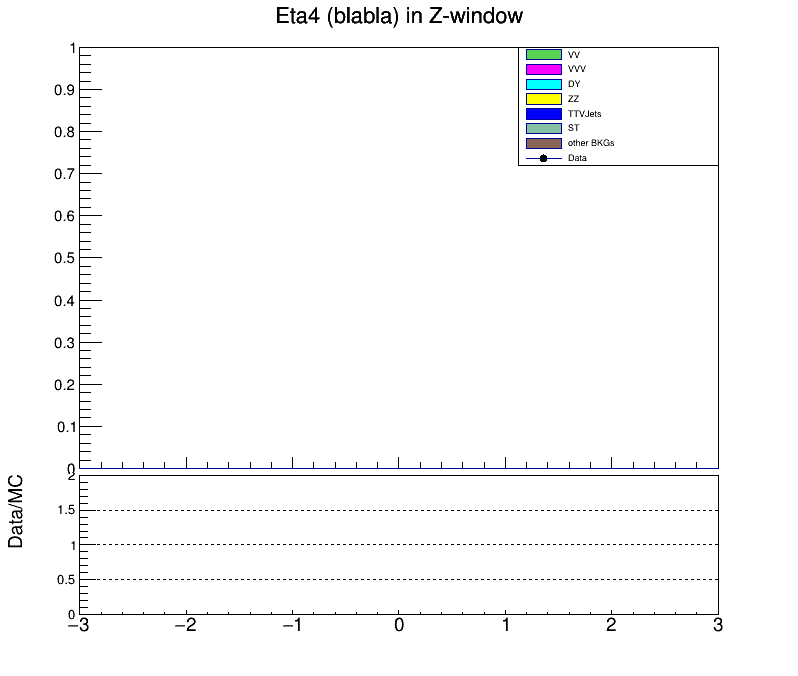 Eta4 (blabla) in Z-window
1
0.9
0.8
0.7
0.6
0.5
0.4
0.3
0.2
0.1
0
VV
VVV
DY
ZZ
TTVJets
ST
other BKGs
Data
Data/MC
2
1.5
1
0.5
0
−3
−2
−1
0
1
2
3